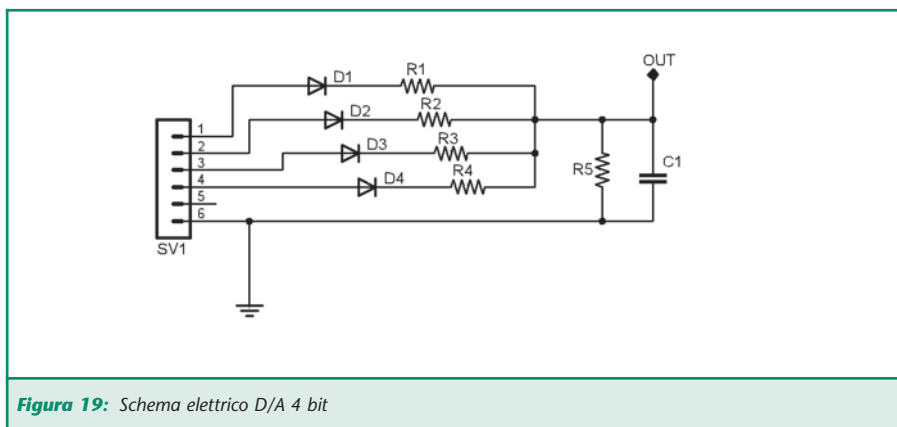 OUT
D1
R1
D2
R2
D3
R3
D4
R4
R5
C1
1
2
3
4
5
6
SV1
Figura 19: Schema elettrico D/A 4 bit